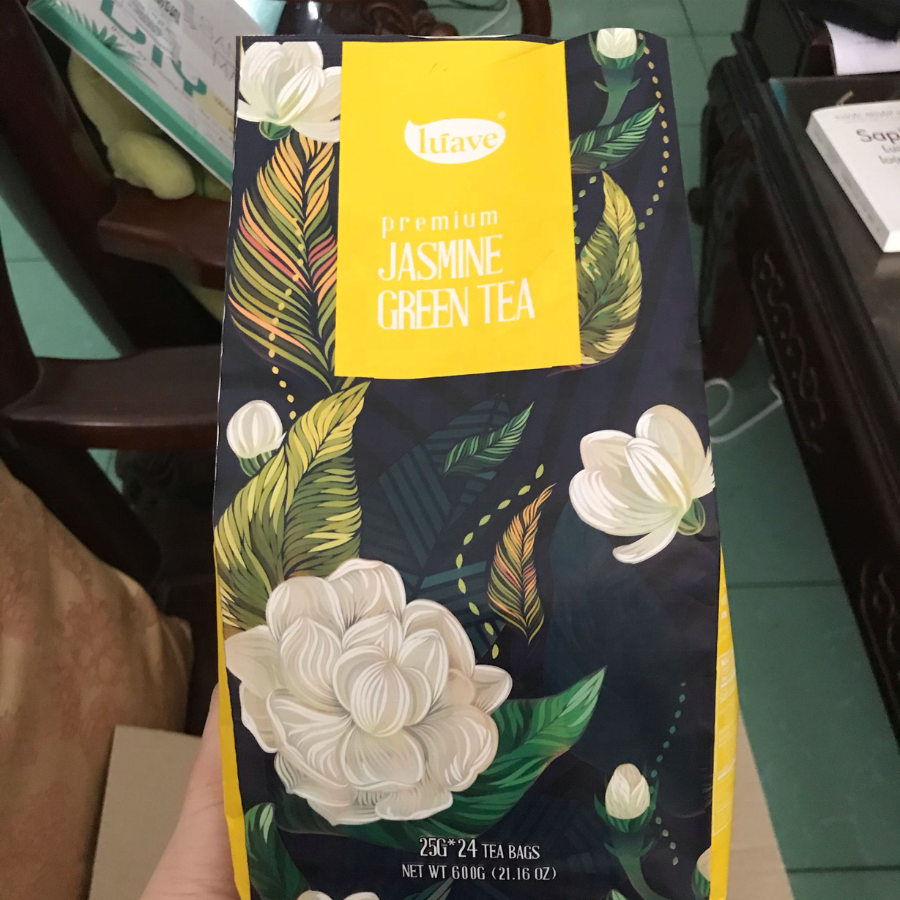 lúave
®
premium
JASMINE
GREEN TEA
25G*24 TEA BAGS
NET WT 600G (21.16 OZ)